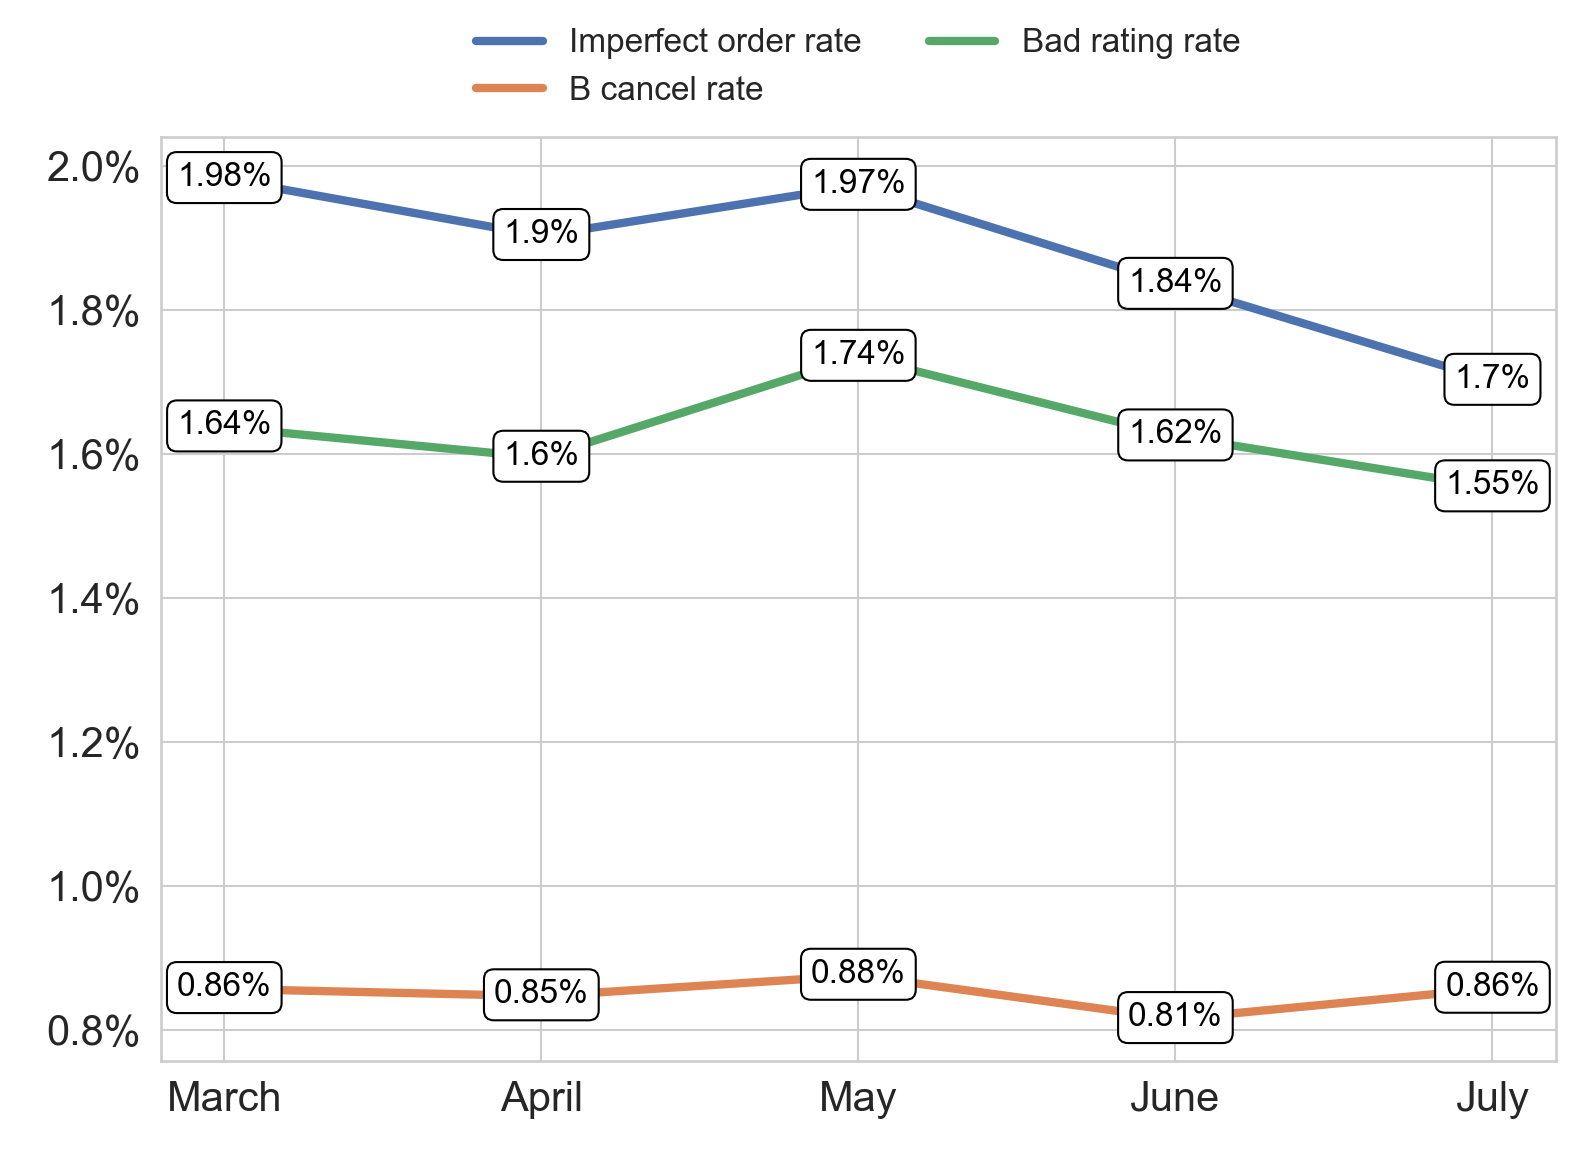 Imperfect order rate Bad rating rate
B cancel rate
2.0%
1.98% 1.9% 1.97% 1.84% 1.7%
1.8%
1.64% 1.6% 1.74% 1.62% 1.55%
1.6%
1.4%
1.2%
1.0%
0.86% 0.85% 0.88% 0.81% 0.86%
0.8%
March April May June July